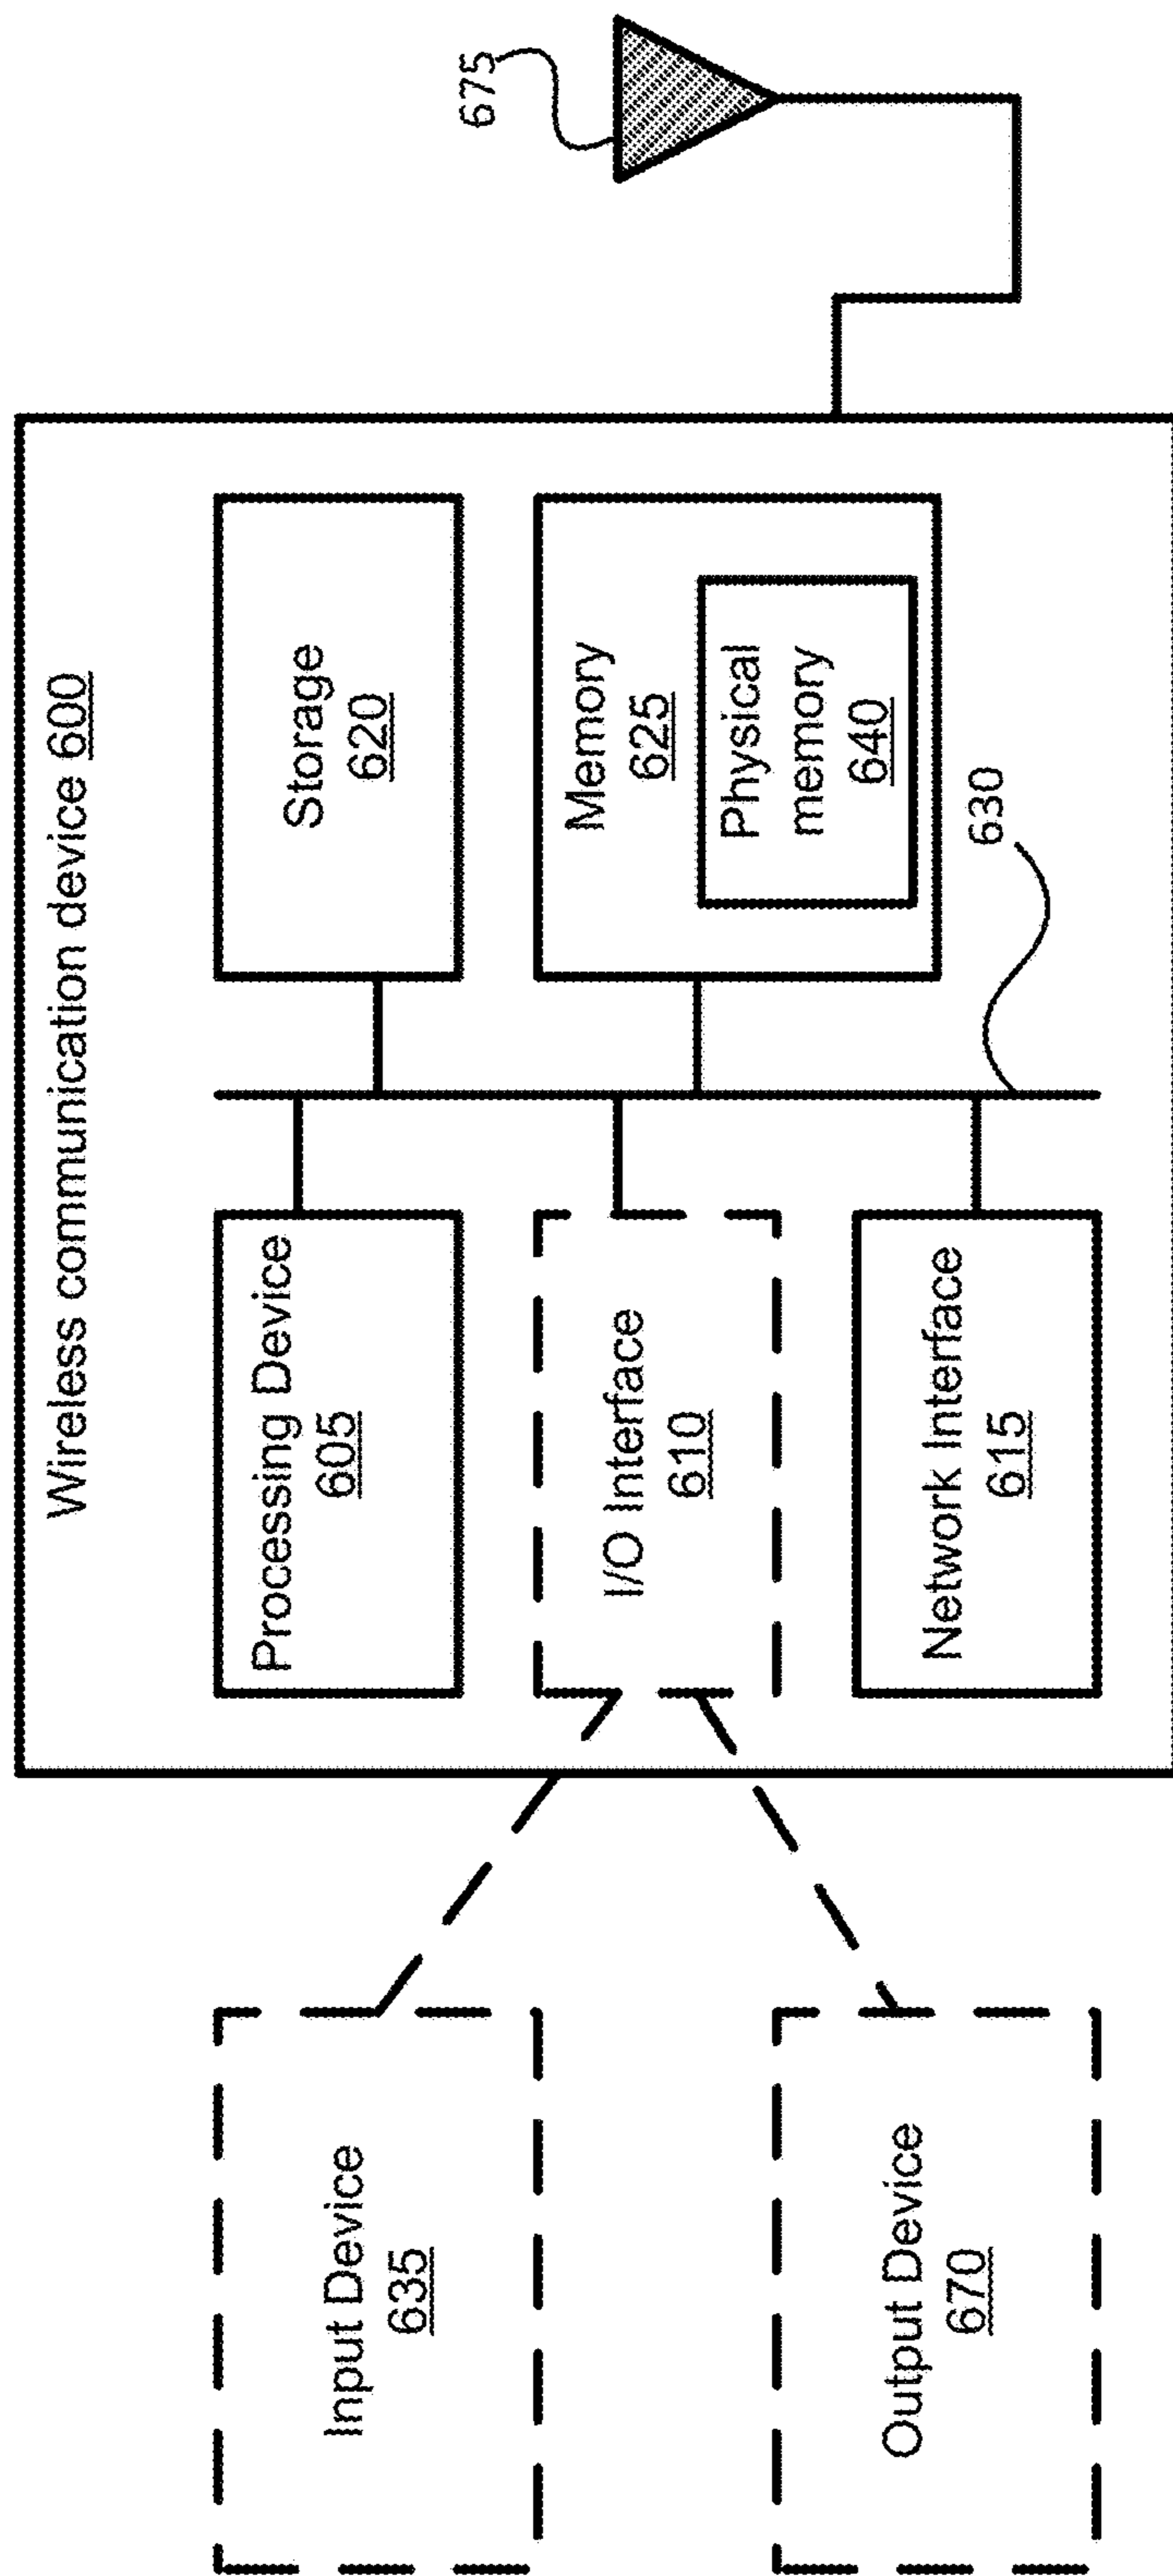 Wireless communication device 600
Input Device
635
Output Device
670
Processing Device
605
I/O Interface
610
Network Interface
615
Storage
620
Memory
625
Physical
memory
640
630
675